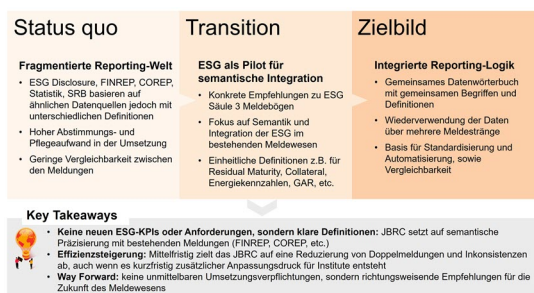 Status quo
Fragmentierte Reporting-Welt
• ESG Disclosure, FINREP, COREP,
Statistik, SRB basieren auf
ähnlichen Datenquellen jedoch mit
unterschiedlichen Definitionen
• Hoher Abstimmungs- und
Pflegeaufwand in der Umsetzung
• Geringe Vergleichbarkeit zwischen
den Meldungen
Transition
ESG als Pilot für
semantische Integration
• Konkrete Empfehlungen zu ESG
Säule 3 Meldebögen
• Fokus auf Semantik und
Integration der ESG im
bestehenden Meldewesen
• Einheitliche Definitionen z.B. für
Residual Maturity, Collateral,
Energiekennzahlen, GAR, etc.
Zielbild
Integrierte Reporting-Logik
• Gemeinsames Datenwörterbuch
mit gemeinsamen Begriffen und
Definitionen
• Wiederverwendung der Daten
über mehrere Meldestränge
• Basis für Standardisierung und
Automatisierung, sowie
Vergleichbarkeit
Key Takeaways
• Keine neuen ESG-KPIs oder Anforderungen, sondern klare Definitionen: JBRC setzt auf semantische
Präzisierung mit bestehenden Meldungen (FINREP, COREP, etc.)
• Effizienzsteigerung: Mittelfristig zielt das JBRC auf eine Reduzierung von Doppelmeldungen und Inkonsistenzen
ab, auch wenn es kurzfristig zusätzlicher Anpassungsdruck für Institute entsteht
• Way Forward: keine unmittelbaren Umsetzungsverpflichtungen, sondern richtungsweisende Empfehlungen für die
Zukunft des Meldewesens